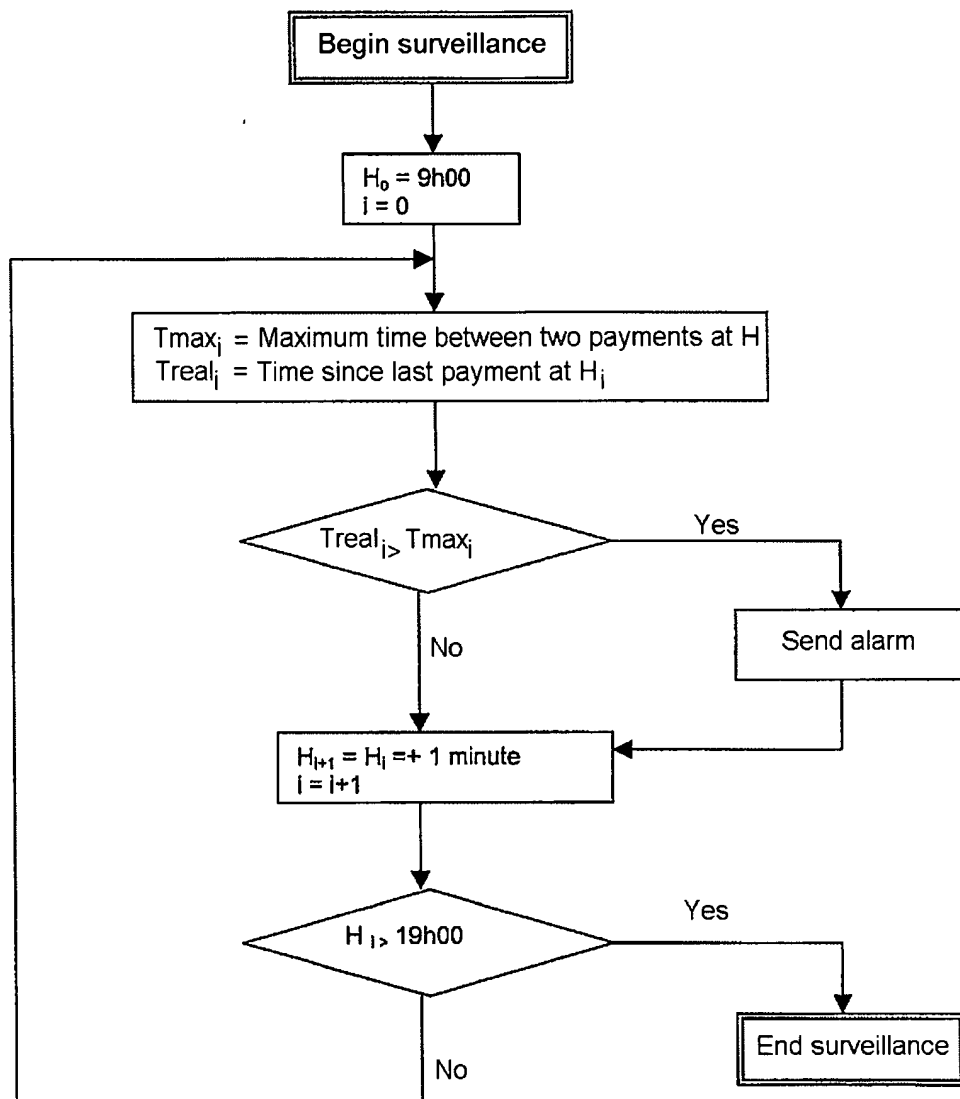 Begin surveillance
H₀ = 9h00
i = 0
Tmaxᵢ = Maximum time between two payments at H
Trealᵢ = Time since last payment at Hᵢ
Trealᵢ> Tmaxᵢ
Yes
No
Send alarm
Hᵢ₊₁ = Hᵢ =+ 1 minute
i = i+1
Hᵢ> 19h00
Yes
No
End surveillance